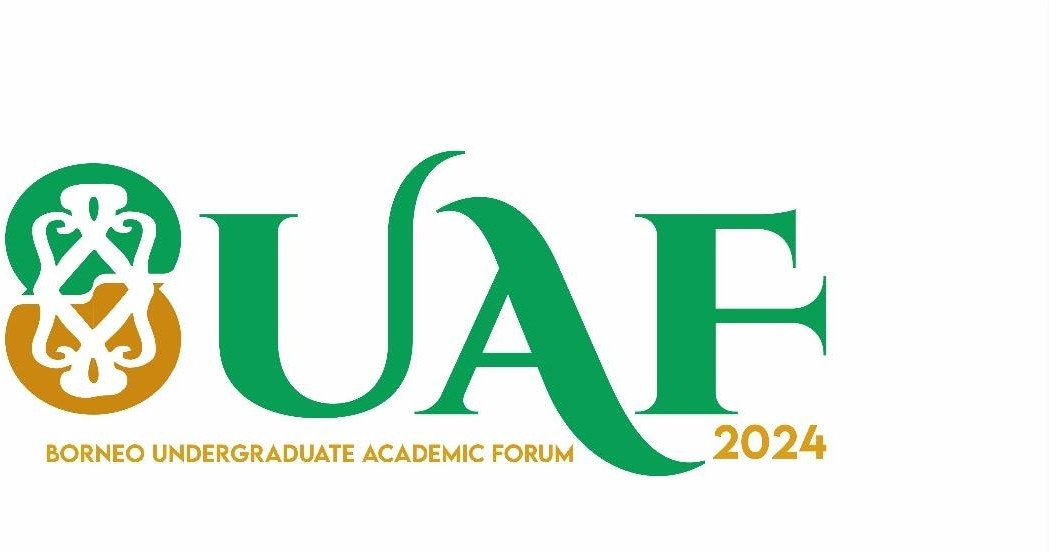 UAF
2024
BORNEO UNDERGRADUATE ACADEMIC FORUM